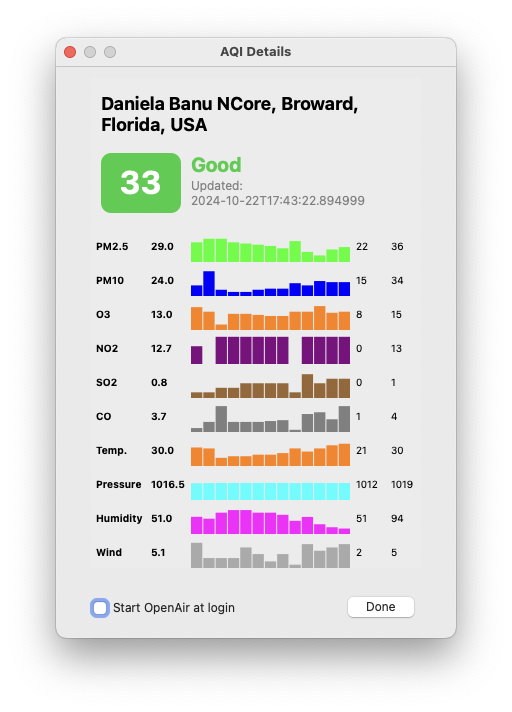 AQI Details
Daniela Banu NCore, Broward,
Florida, USA
33
Good
Updated:
2024-10-22T17:43:22.894999
PM2.5 29.0 22 36
PM10 24.0 15 34
O3 13.0 8 15
NO2 12.7 0 13
SO2 0.8 0 1
CO 3.7 1 4
Temp. 30.0 21 30
Pressure 1016.5 1012 1019
Humidity 51.0 51 94
Wind 5.1 2 5
Start OpenAir at login
Done